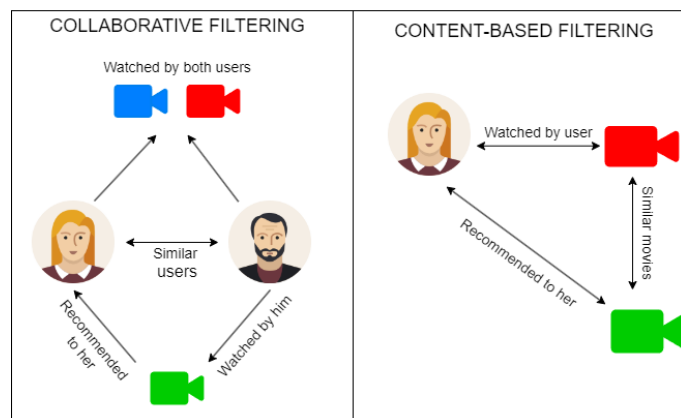 COLLABORATIVE FILTERING
Watched by both users
Similar
users
Recommended
to her
Watched by him
CONTENT-BASED FILTERING
Watched by user
Similar movies
Recommended to her